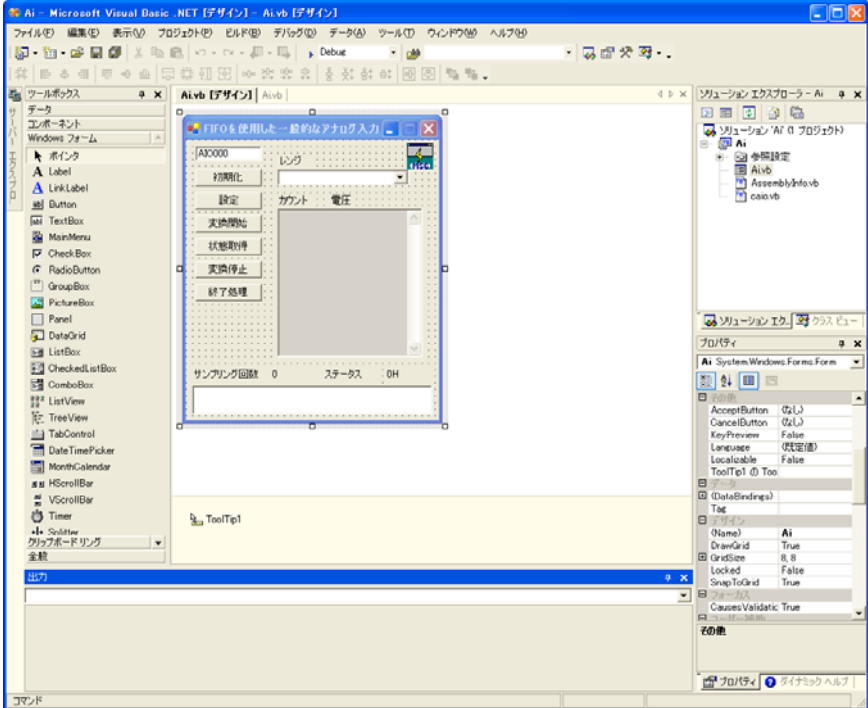 Ai - Microsoft Visual Basic .NET [デザイン] - Ai.vb [デザイン]
ファイル(F) 編集(E) 表示(V) プロジェクト(P) ビルド(B) デバッグ(D) データ(A) ツール(T) ウィンドウ(W) ヘルプ(H)
Debug
サーバー エクスプロ
ツールボックス
データ
コンポーネント
Windows フォーム
ポインタ
Label
LinkLabel
Button
TextBox
MainMenu
CheckBox
RadioButton
GroupBox
PictureBox
Panel
DataGrid
ListBox
CheckedListBox
ComboBox
ListView
TreeView
TabControl
DateTimePicker
MonthCalendar
HScrollBar
VScrollBar
Timer
Splitter
クリップボード リング
全般
Ai.vb [デザイン] Ai.vb
FIFOを使用した一般的なアナログ入力
AIO000
レンジ
初期化
設定
カウント 電圧
変換開始
状態取得
変換停止
終了処理
サンプリング回数 0 ステータス 0H
ToolTip1
出力
ソリューション エクスプローラ - Ai
ソリューション 'Ai' (1 プロジェクト)
Ai
参照設定
Ai.vb
AssemblyInfo.vb
caio.vb
ソリューション エク... クラス ビュー
プロパティ
Ai System.Windows.Forms.Form
その他
AcceptButton (なし)
CancelButton (なし)
KeyPreview False
Language (既定値)
Localizable False
ToolTip1 の Too
データ
(DataBindings)
Tag
デザイン
(Name) Ai
DrawGrid True
GridSize 8, 8
Locked False
SnapToGrid True
フォーカス
CausesValidatic True
その他
プロパティ ダイナミック ヘルプ
コマンド